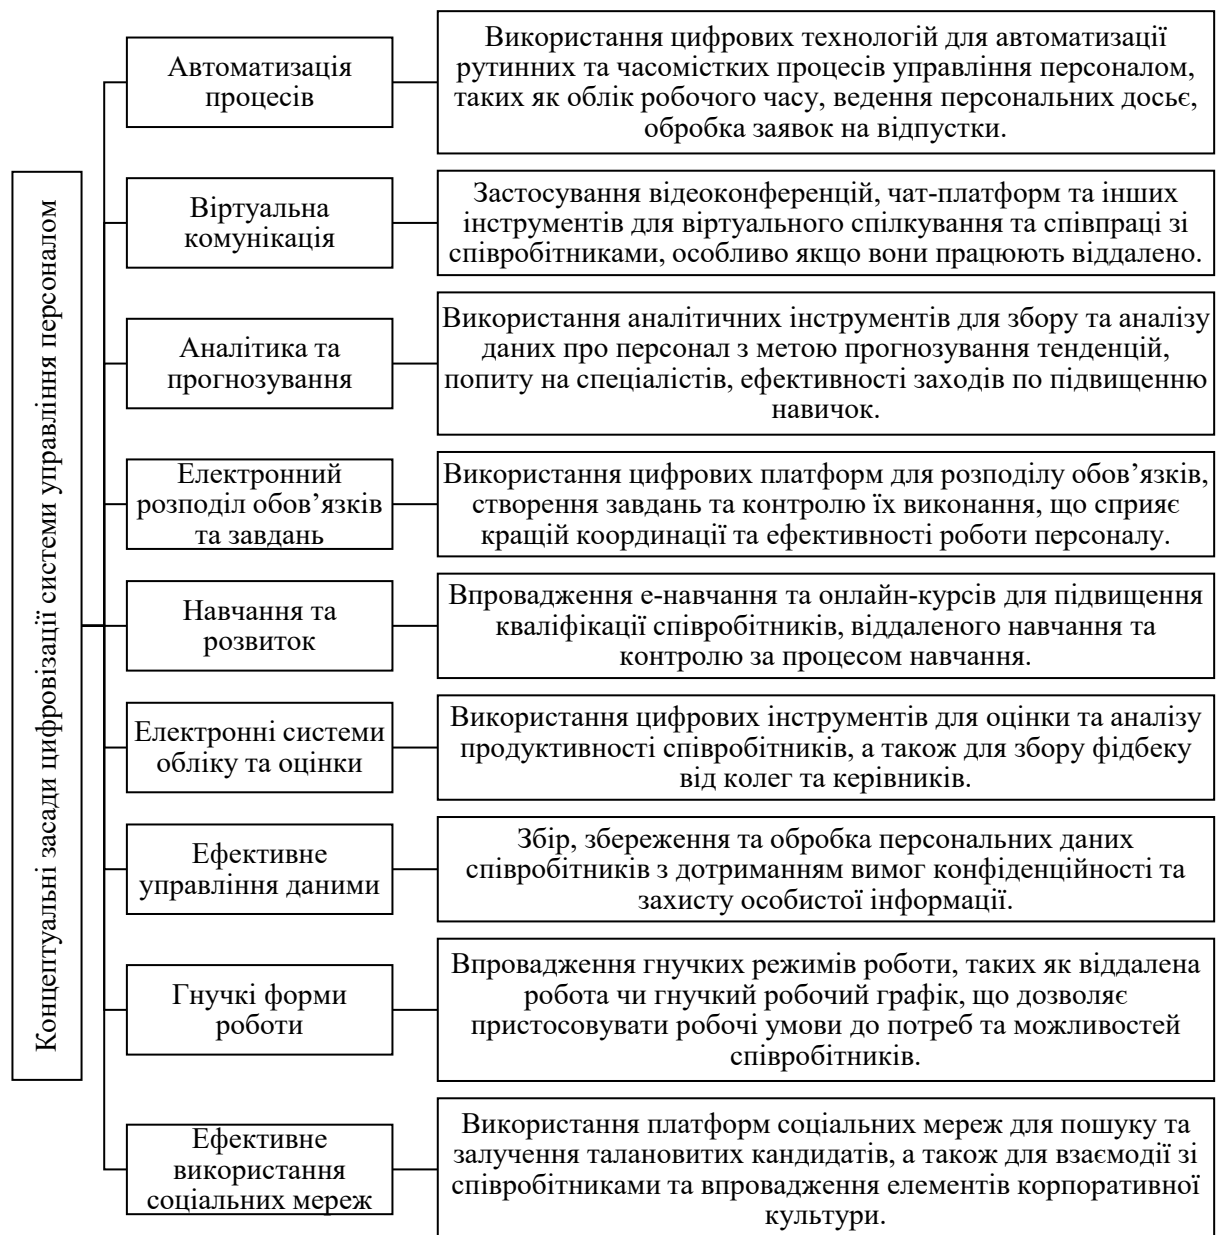 Концептуальні засади цифровізації системи управління персоналом
Автоматизація
процесів
Використання цифрових технологій для автоматизації
рутинних та часомістких процесів управління персоналом,
таких як облік робочого часу, ведення персональних досьє,
обробка заявок на відпустки.
Віртуальна
комунікація
Застосування відеоконференцій, чат-платформ та інших
інструментів для віртуального спілкування та співпраці зі
співробітниками, особливо якщо вони працюють віддалено.
Аналітика та
прогнозування
Використання аналітичних інструментів для збору та аналізу
даних про персонал з метою прогнозування тенденцій,
попиту на спеціалістів, ефективності заходів по підвищенню
навичок.
Електронний
розподіл обов’язків
та завдань
Використання цифрових платформ для розподілу обов’язків,
створення завдань та контролю їх виконання, що сприяє
кращій координації та ефективності роботи персоналу.
Навчання та
розвиток
Впровадження е-навчання та онлайн-курсів для підвищення
кваліфікації співробітників, віддаленого навчання та
контролю за процесом навчання.
Електронні системи
обліку та оцінки
Використання цифрових інструментів для оцінки та аналізу
продуктивності співробітників, а також для збору фідбеку
від колег та керівників.
Ефективне
управління даними
Збір, збереження та обробка персональних даних
співробітників з дотриманням вимог конфіденційності та
захисту особистої інформації.
Гнучкі форми
роботи
Впровадження гнучких режимів роботи, таких як віддалена
робота чи гнучкий робочий графік, що дозволяє
пристосовувати робочі умови до потреб та можливостей
співробітників.
Ефективне
використання
соціальних мереж
Використання платформ соціальних мереж для пошуку та
залучення талановитих кандидатів, а також для взаємодії зі
співробітниками та впровадження елементів корпоративної
культури.